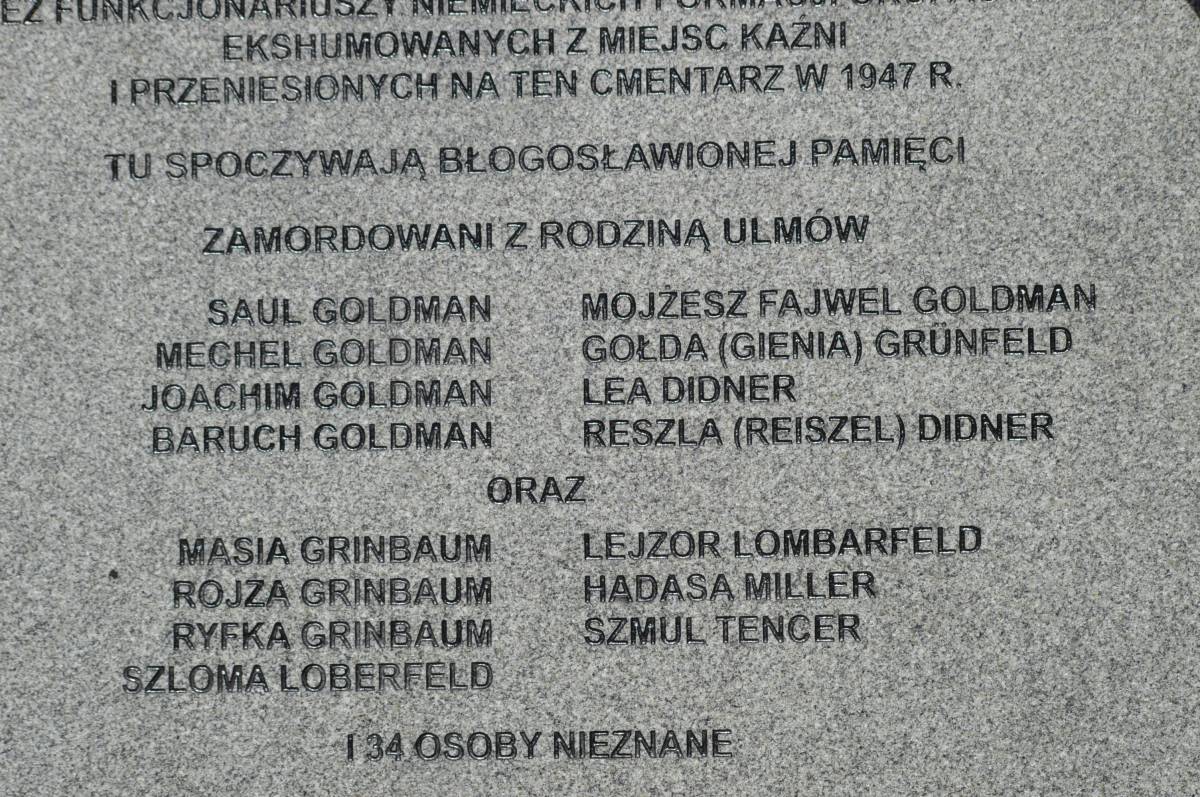 FUNKCJONARIUSZY NIEMIECKICH
EKSHUMOWANYCH Z MIEJSC KAŹNI
I PRZENIESIONYCH NA TEN CMENTARZ W 1947 R.
TU SPOCZYWAJĄ BŁOGOSŁAWIONEJ PAMIĘCI
ZAMORDOWANI Z RODZINĄ ULMÓW
SAUL GOLDMAN
MECHEL GOLDMAN
JOACHIM GOLDMAN
BARUCH GOLDMAN
MOJŻESZ FAJWEL GOLDMAN
GOŁDA (GIENIA) GRÜNFELD
LEA DIDNER
RESZLA (REISZEL) DIDNER
ORAZ
MASIA GRINBAUM
ROJZA GRINBAUM
RYFKA GRINBAUM
SZLOMA LOBERFELD
LEJZOR LOMBARFELD
HADASA MILLER
SZMUL TENCER
I 34 OSOBY NIEZNANE